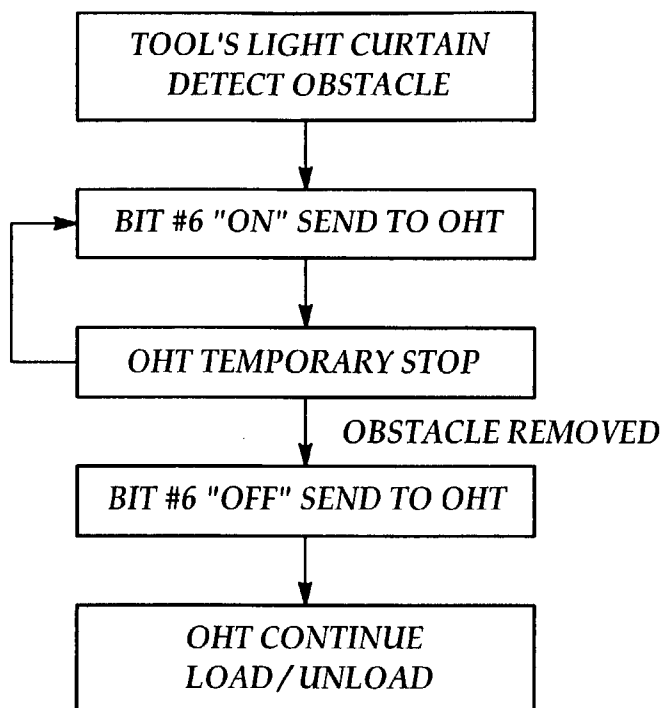 TOOL'S LIGHT CURTAIN
DETECT OBSTACLE
BIT #6 "ON" SEND TO OHT
OHT TEMPORARY STOP
OBSTACLE REMOVED
BIT #6 "OFF" SEND TO OHT
OHT CONTINUE
LOAD/UNLOAD